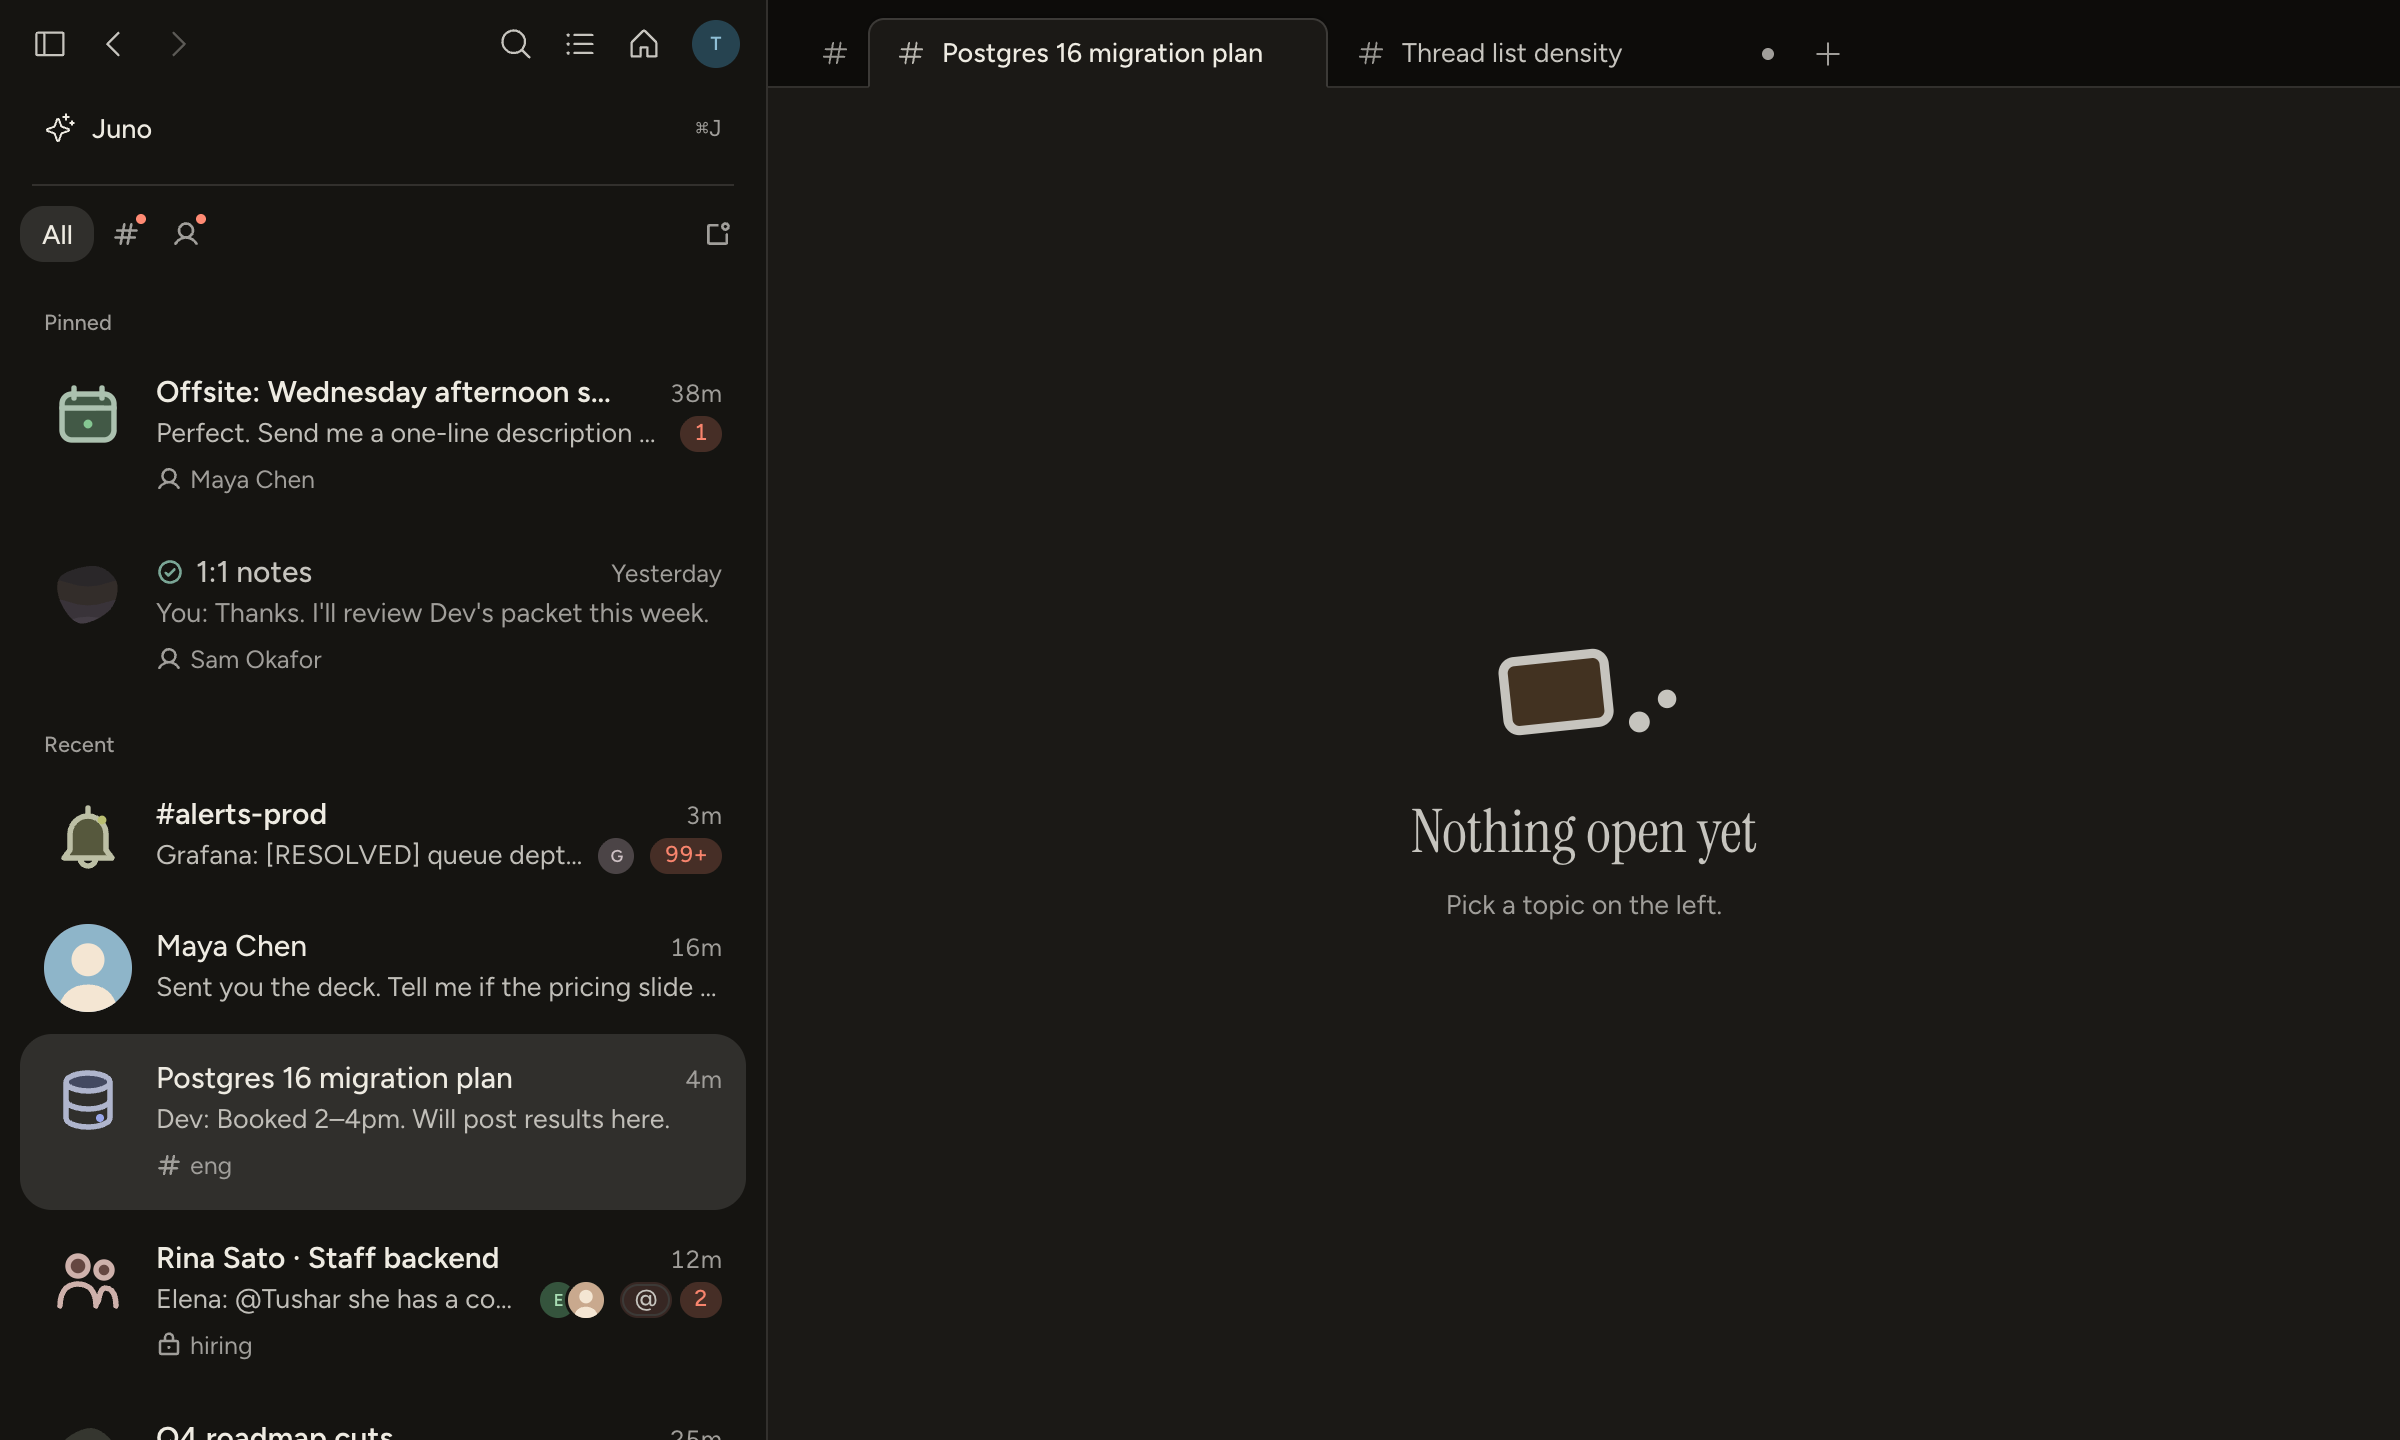 T
Juno
⌘J
All
Pinned
Offsite: Wednesday afternoon s...
38m
Perfect. Send me a one-line description ...
1
Maya Chen
1:1 notes
Yesterday
You: Thanks. I'll review Dev's packet this week.
Sam Okafor
Recent
#alerts-prod
3m
Grafana: [RESOLVED] queue dept...
G
99+
Maya Chen
16m
Sent you the deck. Tell me if the pricing slide ...
Postgres 16 migration plan
4m
Dev: Booked 2–4pm. Will post results here.
# eng
Rina Sato · Staff backend
12m
Elena: @Tushar she has a co...
E
@
2
hiring
Q4 roadmap cuts
25m
#
# Postgres 16 migration plan
# Thread list density
Nothing open yet
Pick a topic on the left.